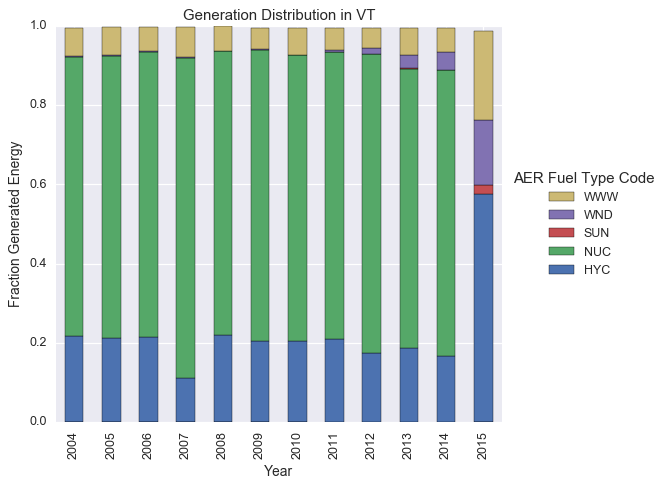 Generation Distribution in VT
1.0
0.8
0.6
0.4
0.2
0.0
Fraction Generated Energy
2004 2005 2006 2007 2008 2009 2010 2011 2012 2013 2014 2015
Year
AER Fuel Type Code
WWW
WND
SUN
NUC
HYC